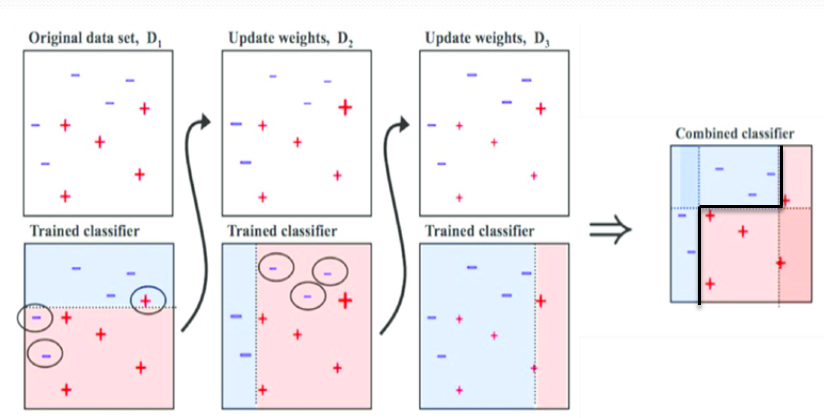 Original data set, D₁
Update weights, D₂
Update weights, D₃
Combined classifier
Trained classifier
Trained classifier
Trained classifier